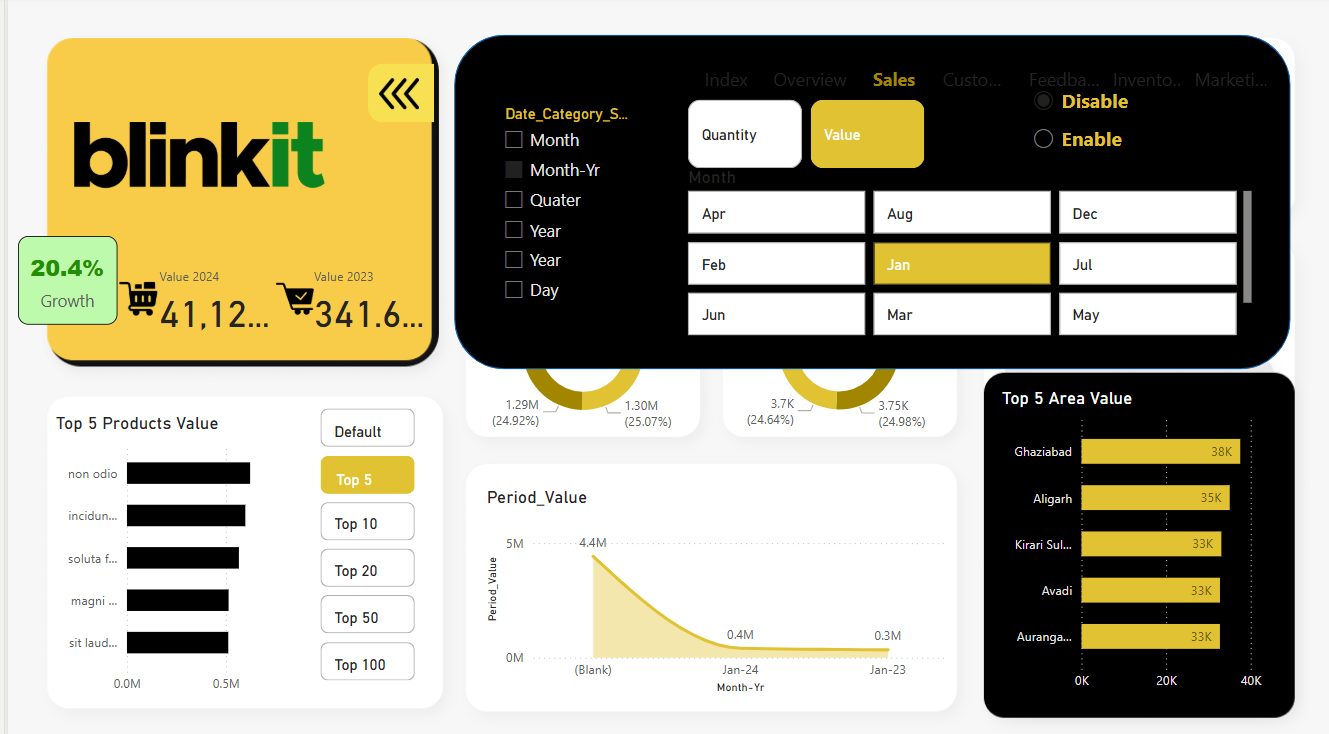 blinkit
20.4%
Growth
Value 2024
41,12...
Value 2023
341.6...
Index Overview Sales Custo... Feedba... Invento.. Marketi...
Date_Category_S...
Month
Month-Yr
Quater
Year
Year
Day
Quantity
Value
Disable
Enable
Month
Apr Aug Dec
Feb Jan Jul
Jun Mar May
1.29M
(24.92%)
1.30M
(25.07%)
3.7K
(24.64%)
3.75K
(24.98%)
Top 5 Products Value
non odio
incidun...
soluta f...
magni ...
sit laud...
0.0M 0.5M
Default
Top 5
Top 10
Top 20
Top 50
Top 100
Period_Value
Period_Value
5M
0M
4.4M
0.4M
0.3M
(Blank) Jan-24 Jan-23
Month-Yr
Top 5 Area Value
Ghaziabad 38K
Aligarh 35K
Kirari Sul... 33K
Avadi 33K
Auranga... 33K
0K 20K 40K